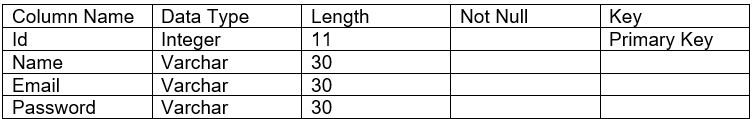 Column Name Data Type Length Not Null Key
Id Integer 11 Primary Key
Name Varchar 30
Email Varchar 30
Password Varchar 30